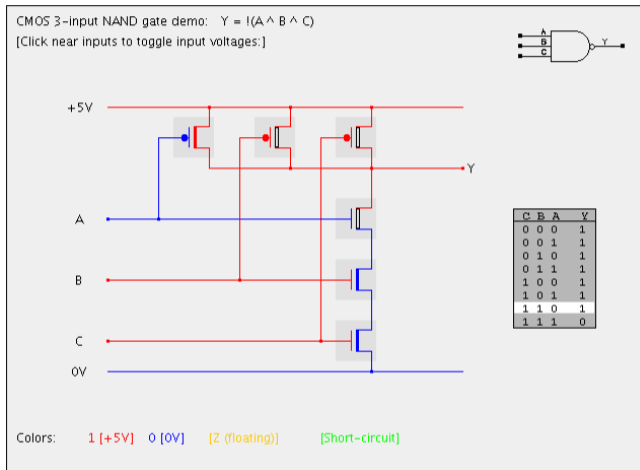 CMOS 3-input NAND gate demo: Y = !(A ^ B ^ C)
[Click near inputs to toggle input voltages:]
A
B
C
Y
+5V
Y
A
B
C
0V
C B A Y
0 0 0 1
0 0 1 1
0 1 0 1
0 1 1 1
1 0 0 1
1 0 1 1
1 1 0 1
1 1 1 0
Colors: 1 [+5V] 0 [0V] [Z (floating)] [Short-circuit]